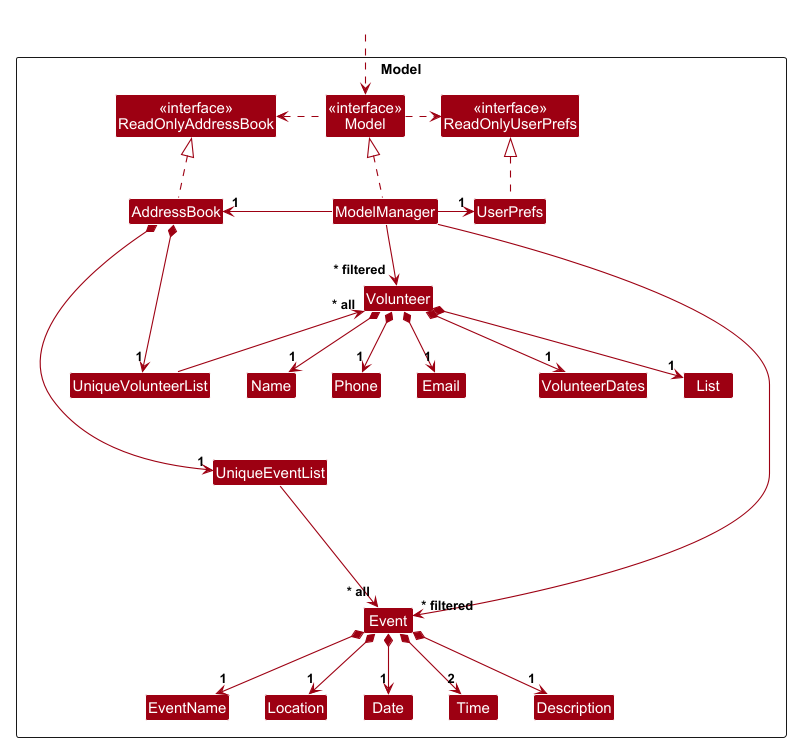 Model
«interface»
ReadOnlyAddressBook
«interface»
Model
«interface»
ReadOnlyUserPrefs
AddressBook
1
ModelManager
1
UserPrefs
* filtered
Volunteer
* all
1
1
1
1
1
1
UniqueVolunteerList
Name
Phone
Email
VolunteerDates
List
1
UniqueEventList
* all
* filtered
Event
1
1
1
2
1
EventName
Location
Date
Time
Description